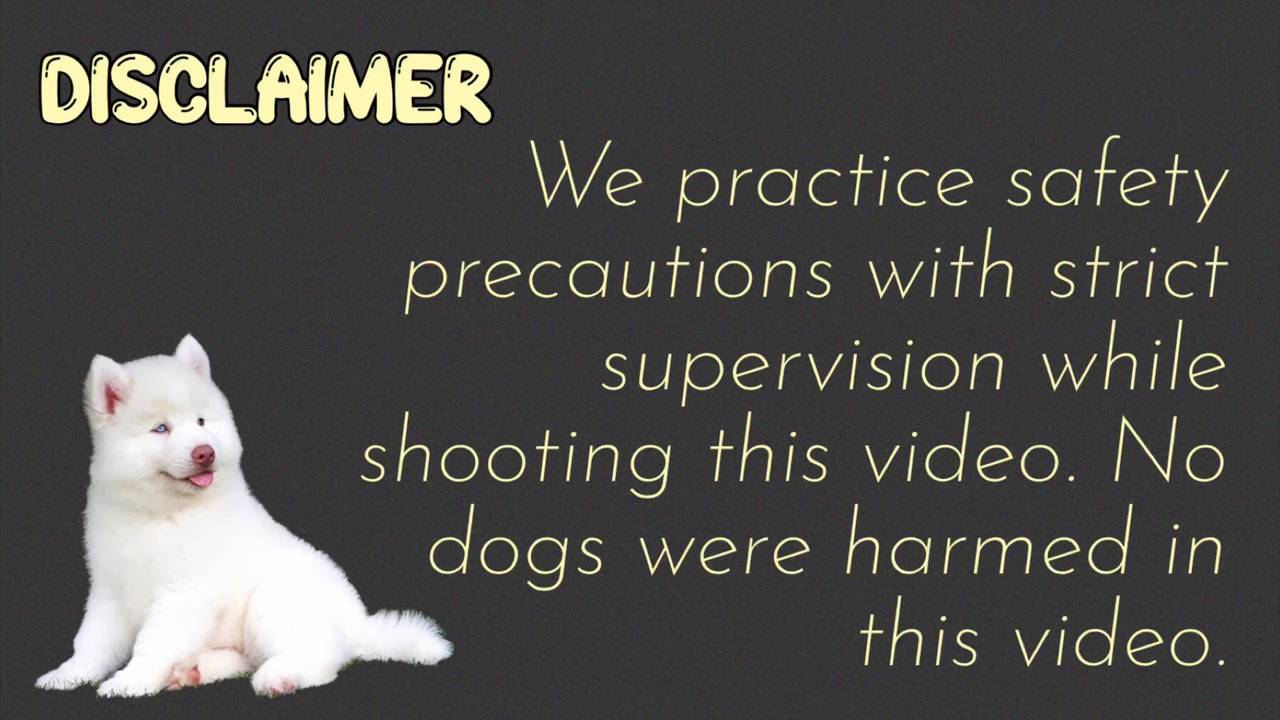 DISCLAIMER
We practice safety
precautions with strict
supervision while
shooting this video. No
dogs were harmed in
this video.